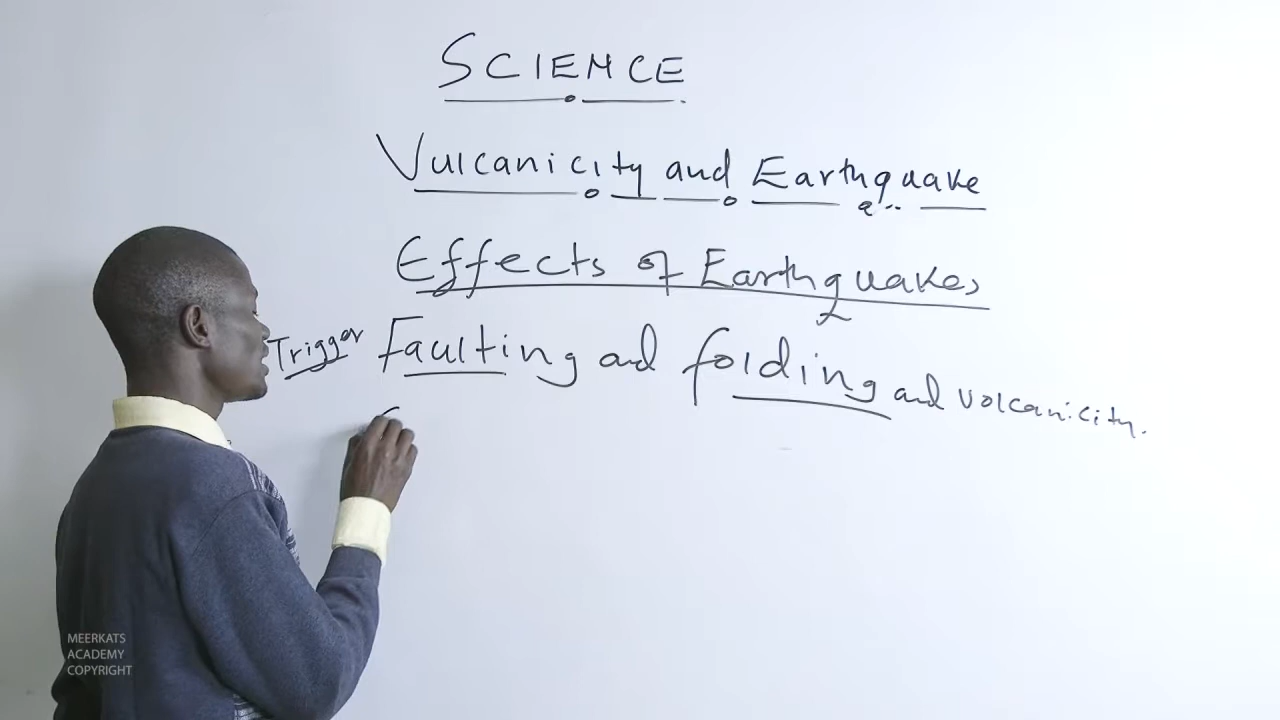 SCIENCE
Vulcanicity and Earthquake
Effects of Earthquakes
Trigger Faulting and folding and volcanicity.
MEERKATS
ACADEMY
COPYRIGHT